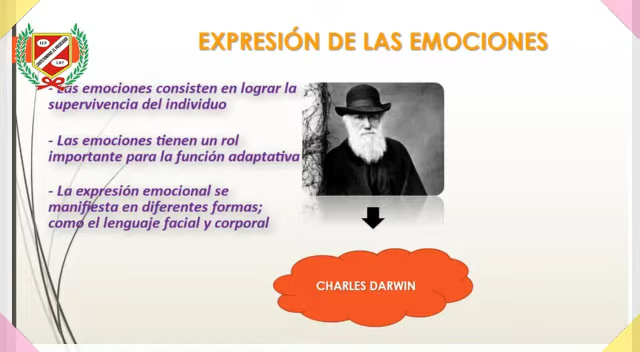 EXPRESIÓN DE LAS EMOCIONES
- Las emociones consisten en lograr la
supervivencia del individuo
- Las emociones tienen un rol
importante para la función adaptativa
- La expresión emocional se
manifiesta en diferentes formas;
como el lenguaje facial y corporal
CHARLES DARWIN